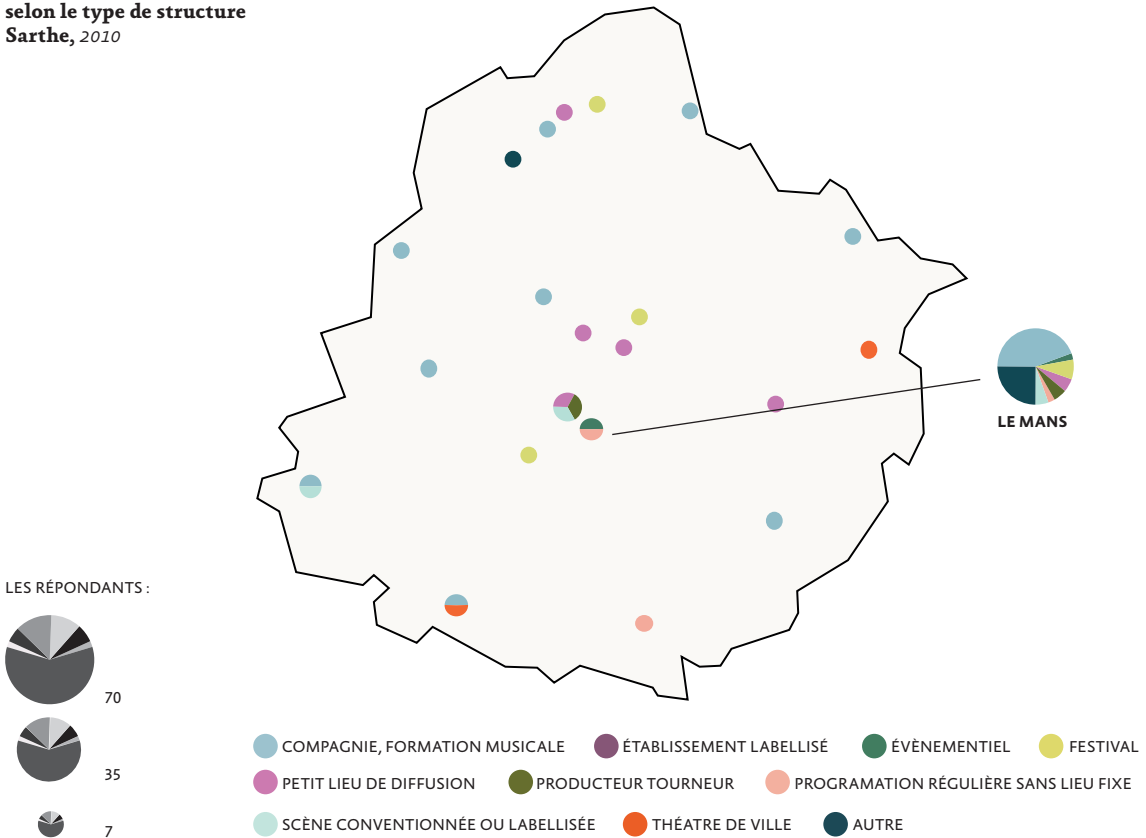 selon le type de structure
Sarthe, 2010
LE MANS
LES RÉPONDANTS :
70
35
7
COMPAGNIE, FORMATION MUSICALE
ÉTABLISSEMENT LABELLISÉ
ÉVÈNEMENTIEL
FESTIVAL
PETIT LIEU DE DIFFUSION
PRODUCTEUR TOURNEUR
PROGRAMATION RÉGULIÈRE SANS LIEU FIXE
SCÈNE CONVENTIONNÉE OU LABELLISÉE
THÉATRE DE VILLE
AUTRE